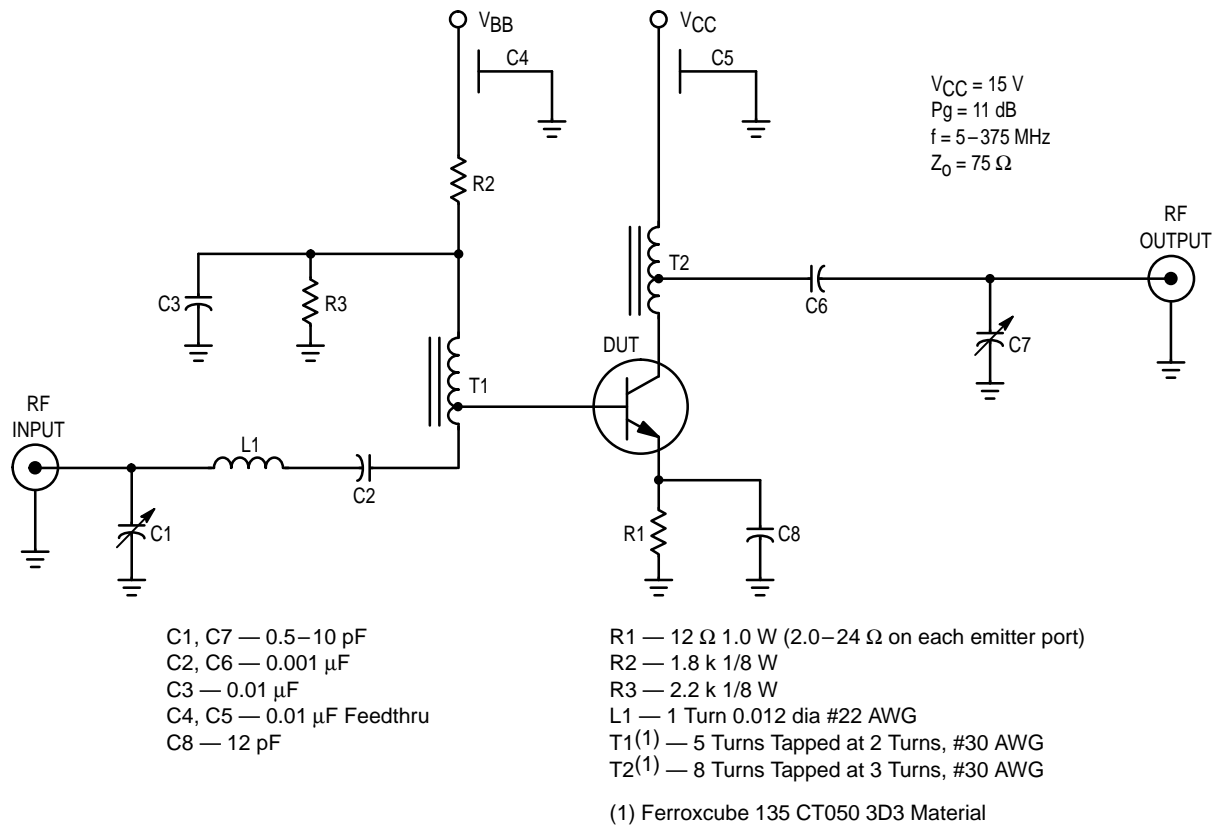 VBB
VCC
C4
C5
VCC = 15 V
Pg = 11 dB
f = 5–375 MHz
Zo = 75 Ω
R2
RF
OUTPUT
T2
C3
R3
C6
DUT
C7
T1
RF
INPUT
L1
C2
C1
R1
C8
C1, C7 — 0.5–10 pF
C2, C6 — 0.001 μF
C3 — 0.01 μF
C4, C5 — 0.01 μF Feedthru
C8 — 12 pF
R1 — 12 Ω 1.0 W (2.0–24 Ω on each emitter port)
R2 — 1.8 k 1/8 W
R3 — 2.2 k 1/8 W
L1 — 1 Turn 0.012 dia #22 AWG
T1(1) — 5 Turns Tapped at 2 Turns, #30 AWG
T2(1) — 8 Turns Tapped at 3 Turns, #30 AWG
(1) Ferroxcube 135 CT050 3D3 Material